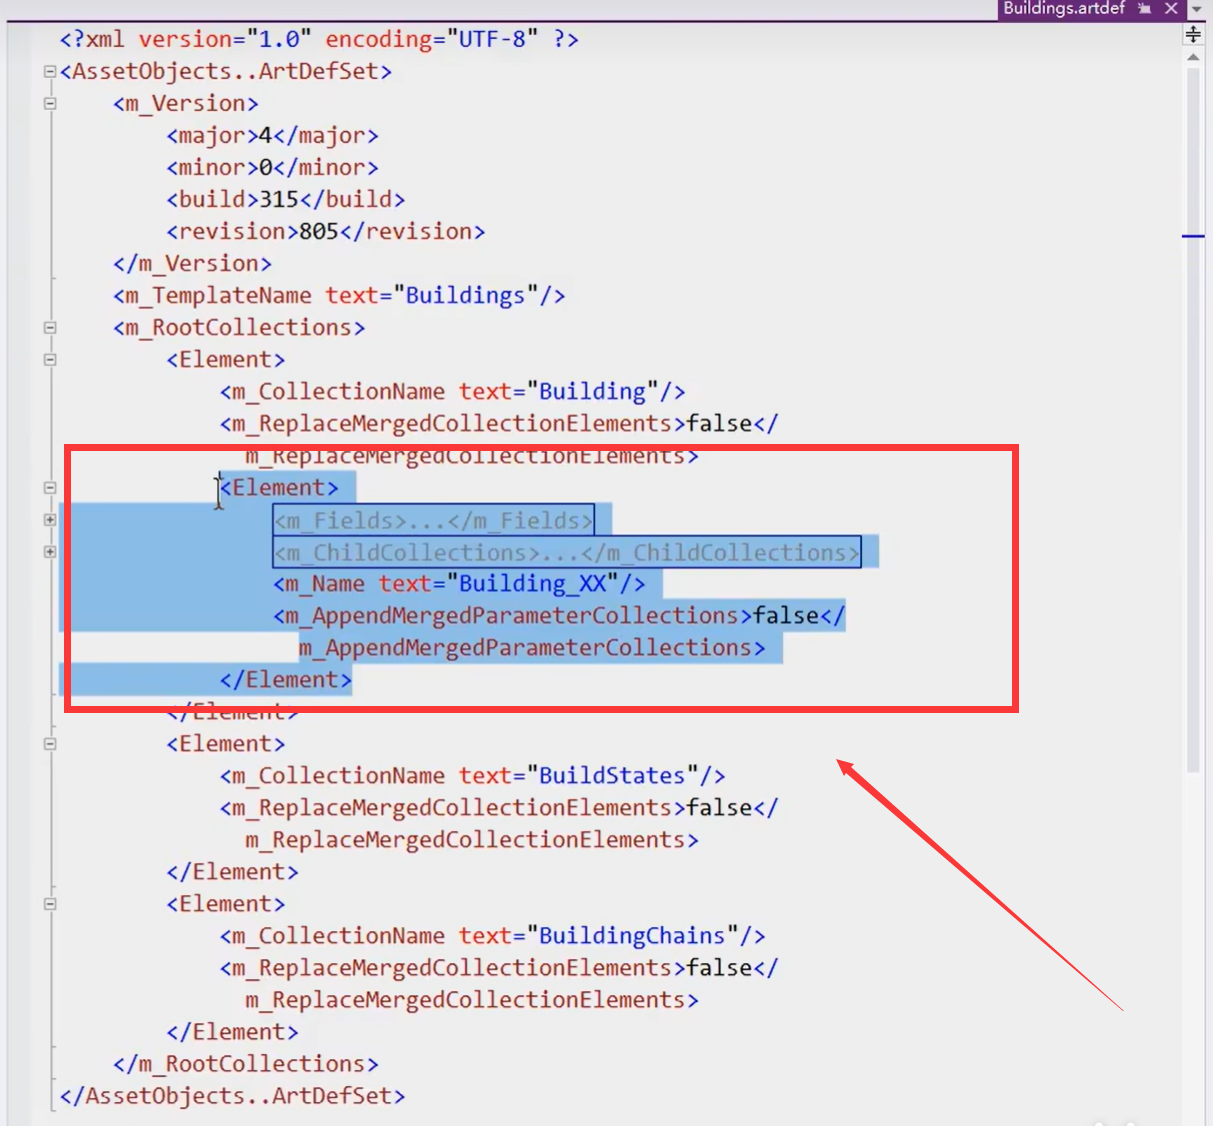 Buildings.artdef
<?xml version="1.0" encoding="UTF-8" ?>
<AssetObjects..ArtDefSet>
<m_Version>
<major>4</major>
<minor>0</minor>
<build>315</build>
<revision>805</revision>
</m_Version>
<m_TemplateName text="Buildings"/>
<m_RootCollections>
<Element>
<m_CollectionName text="Building"/>
<m_ReplaceMergedCollectionElements>false</
m_ReplaceMergedCollectionElements>
<Element>
<m_Fields>...</m_Fields>
<m_ChildCollections>...</m_ChildCollections>
<m_Name text="Building_XX"/>
<m_AppendMergedParameterCollections>false</
m_AppendMergedParameterCollections>
</Element>
</Element>
<Element>
<m_CollectionName text="BuildStates"/>
<m_ReplaceMergedCollectionElements>false</
m_ReplaceMergedCollectionElements>
</Element>
<Element>
<m_CollectionName text="BuildingChains"/>
<m_ReplaceMergedCollectionElements>false</
m_ReplaceMergedCollectionElements>
</Element>
</m_RootCollections>
</AssetObjects..ArtDefSet>